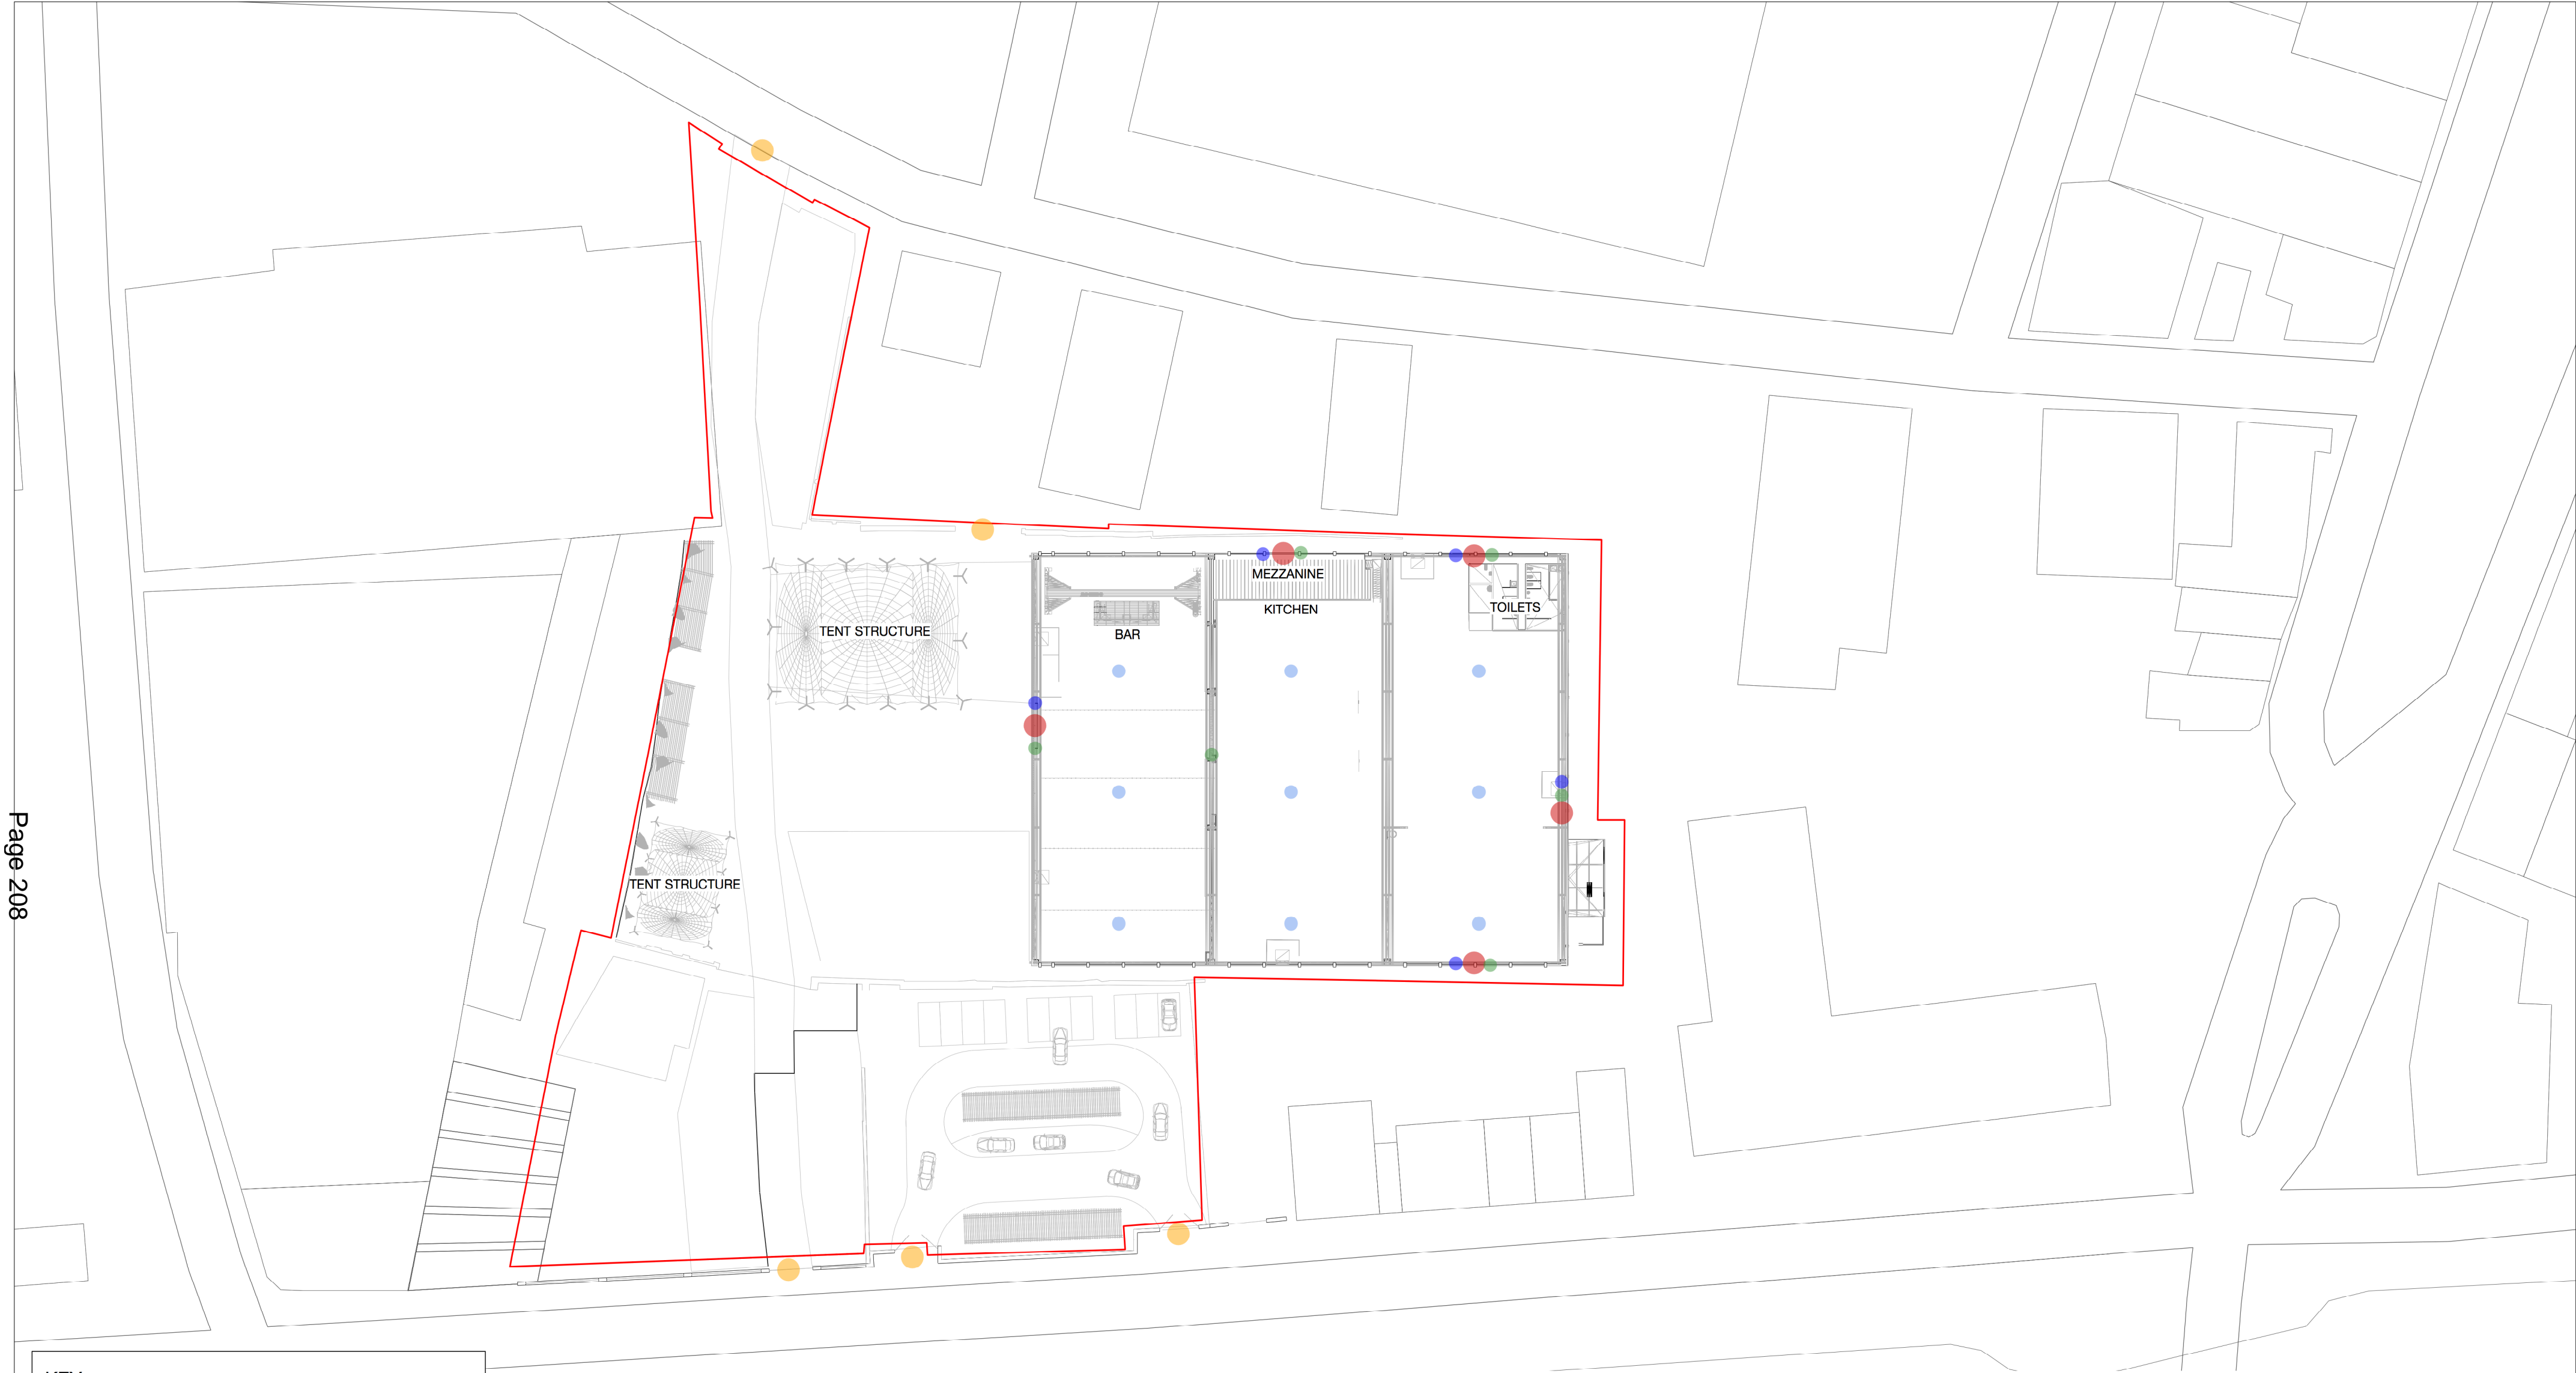 MEZZANINE
KITCHEN
TOILETS
TENT STRUCTURE
BAR
TENT STRUCTURE
Page 208